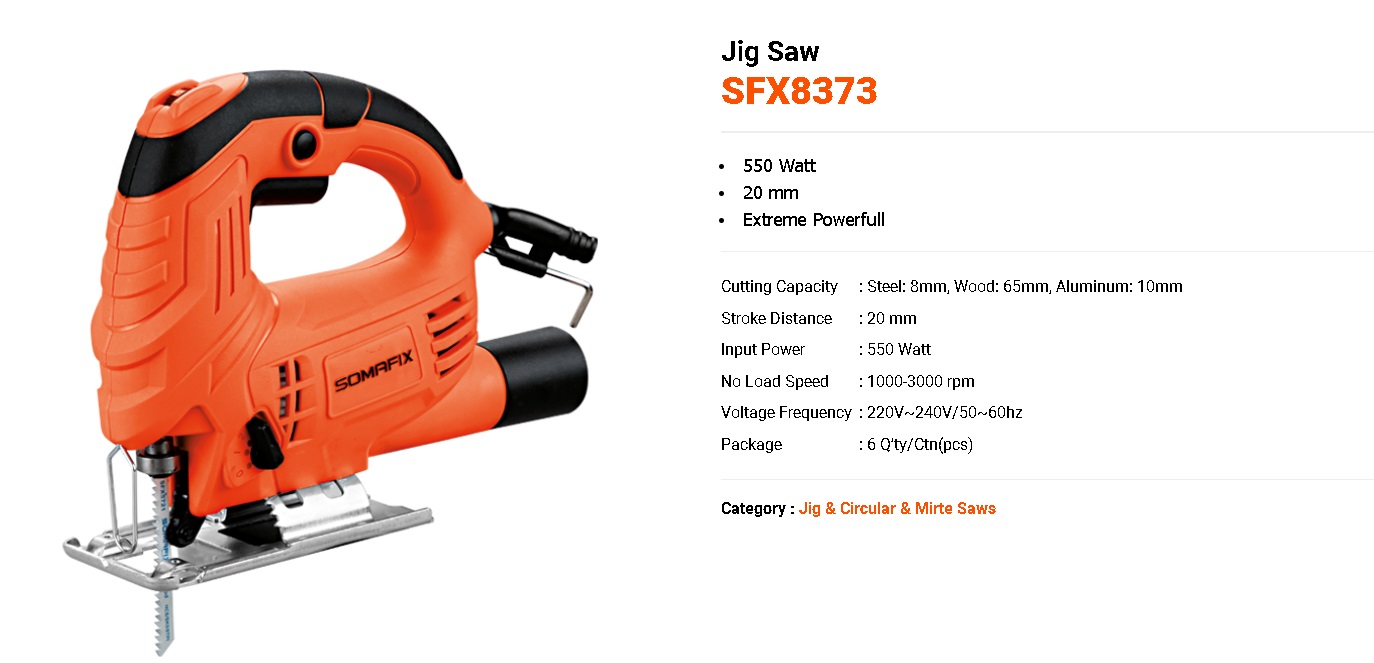 Jig Saw
SFX8373
• 550 Watt
• 20 mm
• Extreme Powerfull
Cutting Capacity : Steel: 8mm, Wood: 65mm, Aluminum: 10mm
Stroke Distance : 20 mm
Input Power : 550 Watt
No Load Speed : 1000-3000 rpm
Voltage Frequency : 220V~240V/50~60hz
Package : 6 Q'ty/Ctn(pcs)
Category : Jig & Circular & Mirte Saws
SOMAFIX